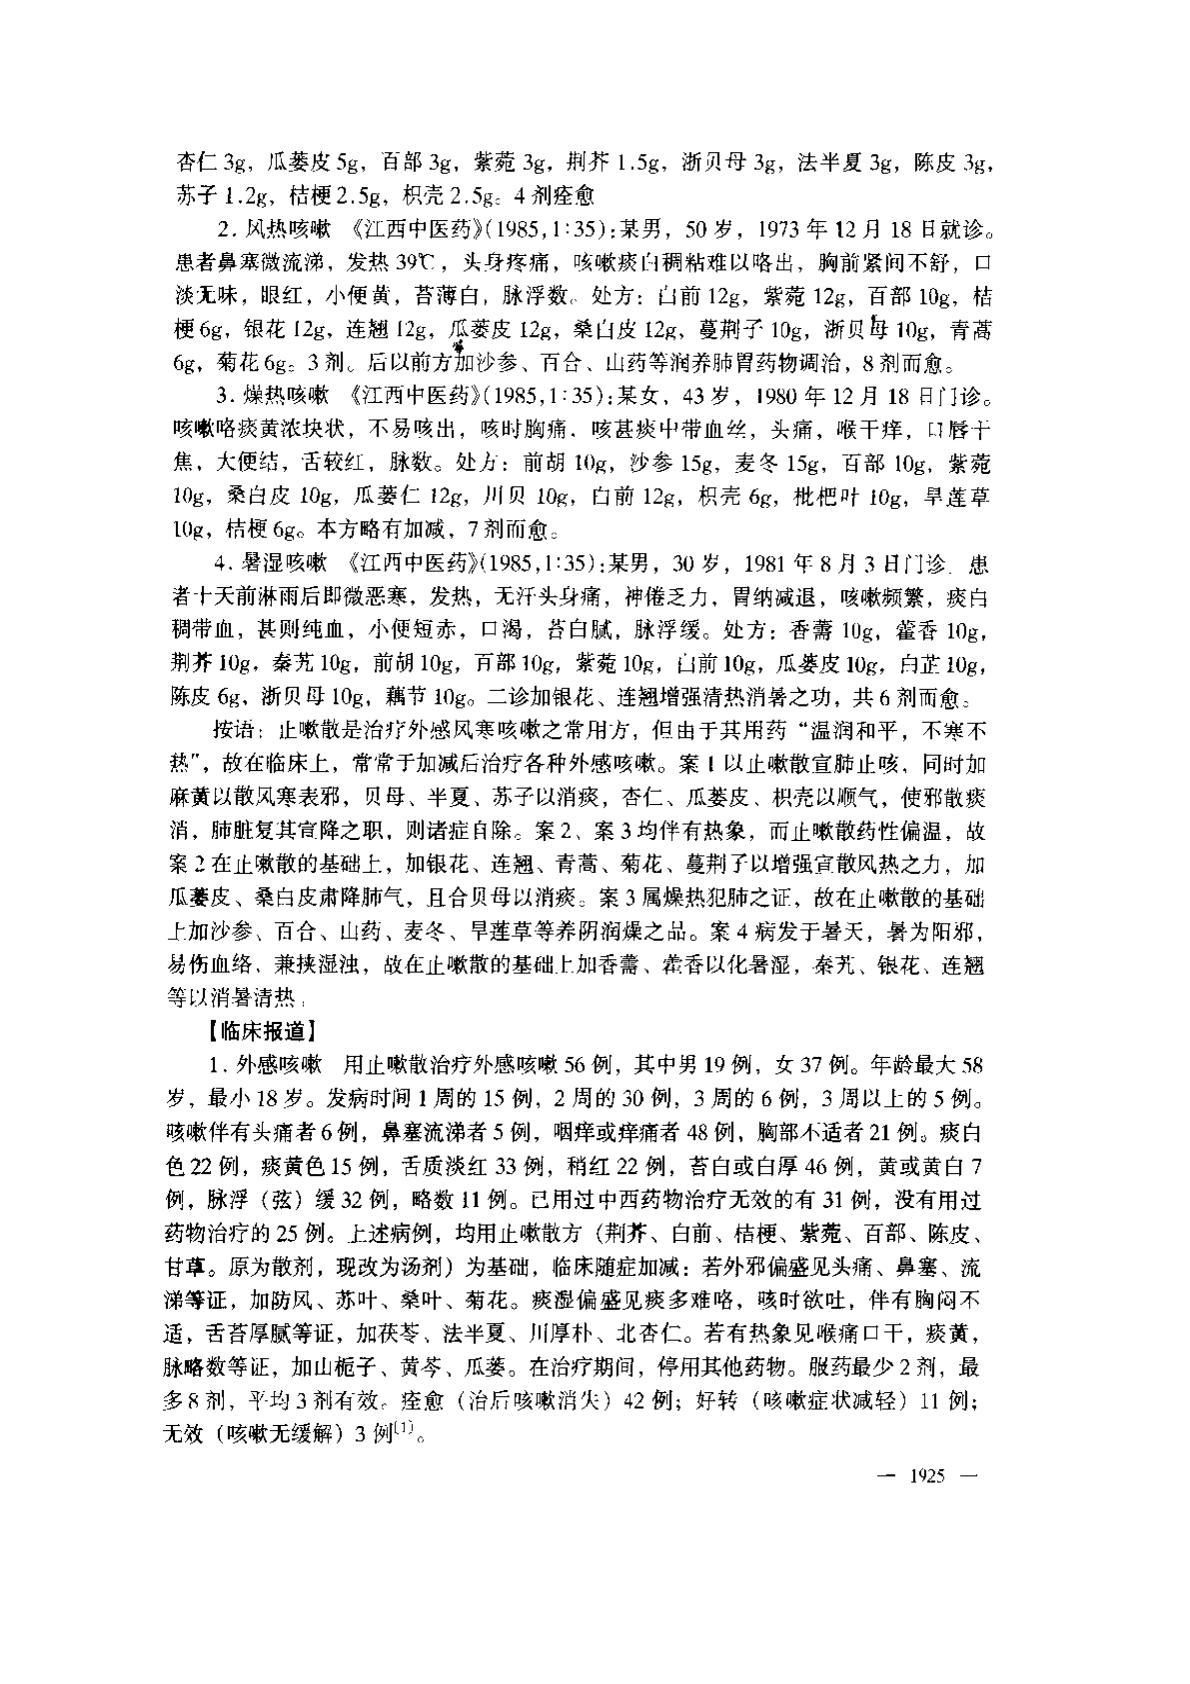 杏仁 3g，瓜蒌皮 5g，百部 3g，紫菀 3g，荆芥 1.5g，浙贝母 3g，法半夏 3g，陈皮 3g，
苏子 1.2g，桔梗 2.5g，枳壳 2.5g。4 剂痊愈
2．风热咳嗽　《江西中医药》(1985，1∶35)：某男，50 岁，1973 年 12 月 18 日就诊。
患者鼻塞微流涕，发热 39℃，头身疼痛，咳嗽痰白稠粘难以咯出，胸前紧闷不舒，口
淡无味，眼红，小便黄，苔薄白，脉浮数。处方：白前 12g，紫菀 12g，百部 10g，桔
梗 6g，银花 12g，连翘 12g，瓜蒌皮 12g，桑白皮 12g、蔓荆子 10g，浙贝母 10g，青蒿
6g，菊花 6g。3 剂。后以前方加沙参、百合、山药等润养肺胃药物调治，8 剂而愈。
3．燥热咳嗽　《江西中医药》(1985，1∶35)：某女，43 岁，1980 年 12 月 18 日门诊。
咳嗽咯痰黄浓块状，不易咳出，咳时胸痛，咳甚痰中带血丝，头痛，喉干痒，口唇干
焦，大便结，舌较红，脉数。处方：前胡 10g，沙参 15g，麦冬 15g，百部 10g，紫菀
10g，桑白皮 10g，瓜蒌仁 12g，川贝 10g，白前 12g，枳壳 6g，枇杷叶 10g，旱莲草
10g，桔梗 6g。本方略有加减，7 剂而愈。
4．暑湿咳嗽　《江西中医药》(1985，1∶35)：某男，30 岁，1981 年 8 月 3 日门诊．患
者十天前淋雨后即微恶寒，发热，无汗头身痛，神倦乏力，胃纳减退，咳嗽频繁，痰白
稠带血，甚则纯血，小便短赤，口渴，苔白腻，脉浮缓。处方：香薷 10g，藿香 10g，
荆芥 10g，秦艽 10g，前胡 10g，百部 10g，紫菀 10g，白前 10g，瓜蒌皮 10g，白芷 10g，
陈皮 6g，浙贝母 10g，藕节 10g。二诊加银花、连翘增强清热消暑之功，共 6 剂而愈。
按语：止嗽散是治疗外感风寒咳嗽之常用方，但由于其用药“温润和平，不寒不
热”，故在临床上，常常于加减后治疗各种外感咳嗽。案 1 以止嗽散宣肺止咳，同时加
麻黄以散风寒表邪，贝母、半夏、苏子以消痰，杏仁、瓜蒌皮、枳壳以顺气，使邪散痰
消，肺脏复其宣降之职，则诸症自除。案 2、案 3 均伴有热象，而止嗽散药性偏温，故
案 2 在止嗽散的基础上，加银花、连翘、青蒿、菊花、蔓荆子以增强宣散风热之力，加
瓜蒌皮、桑白皮肃降肺气，且合贝母以消痰。案 3 属燥热犯肺之证，故在止嗽散的基础
上加沙参、百合、山药、麦冬、旱莲草等养阴润燥之品。案 4 病发于暑天，暑为阳邪，
易伤血络，兼挟湿浊，故在止嗽散的基础上加香薷、藿香以化暑湿，秦艽、银花、连翘
等以消暑清热．
【临床报道】
1．外感咳嗽　用止嗽散治疗外感咳嗽 56 例，其中男 19 例，女 37 例。年龄最大 58
岁，最小 18 岁。发病时间 1 周的 15 例，2 周的 30 例，3 周的 6 例，3 周以上的 5 例。
咳嗽伴有头痛者 6 例，鼻塞流涕者 5 例，咽痒或痒痛者 48 例，胸部不适者 21 例。痰白
色 22 例，痰黄色 15 例，舌质淡红 33 例，稍红 22 例，苔白或白厚 46 例，黄或黄白 7
例，脉浮（弦）缓 32 例，略数 11 例。已用过中西药物治疗无效的有 31 例，没有用过
药物治疗的 25 例。上述病例，均用止嗽散方（荆芥、白前、桔梗、紫菀、百部、陈皮、
甘草。原为散剂，现改为汤剂）为基础，临床随症加减：若外邪偏盛见头痛、鼻塞、流
涕等证，加防风、苏叶、桑叶、菊花。痰湿偏盛见痰多难咯，咳时欲吐，伴有胸闷不
适，舌苔厚腻等证，加茯苓、法半夏、川厚朴、北杏仁。若有热象见喉痛口干，痰黄，
脉略数等证，加山栀子、黄芩、瓜蒌。在治疗期间，停用其他药物。服药最少 2 剂，最
多 8 剂，平均 3 剂有效。痊愈（治后咳嗽消失）42 例；好转（咳嗽症状减轻）11 例；
无效（咳嗽无缓解）3 例〔1〕。
— 1925 —